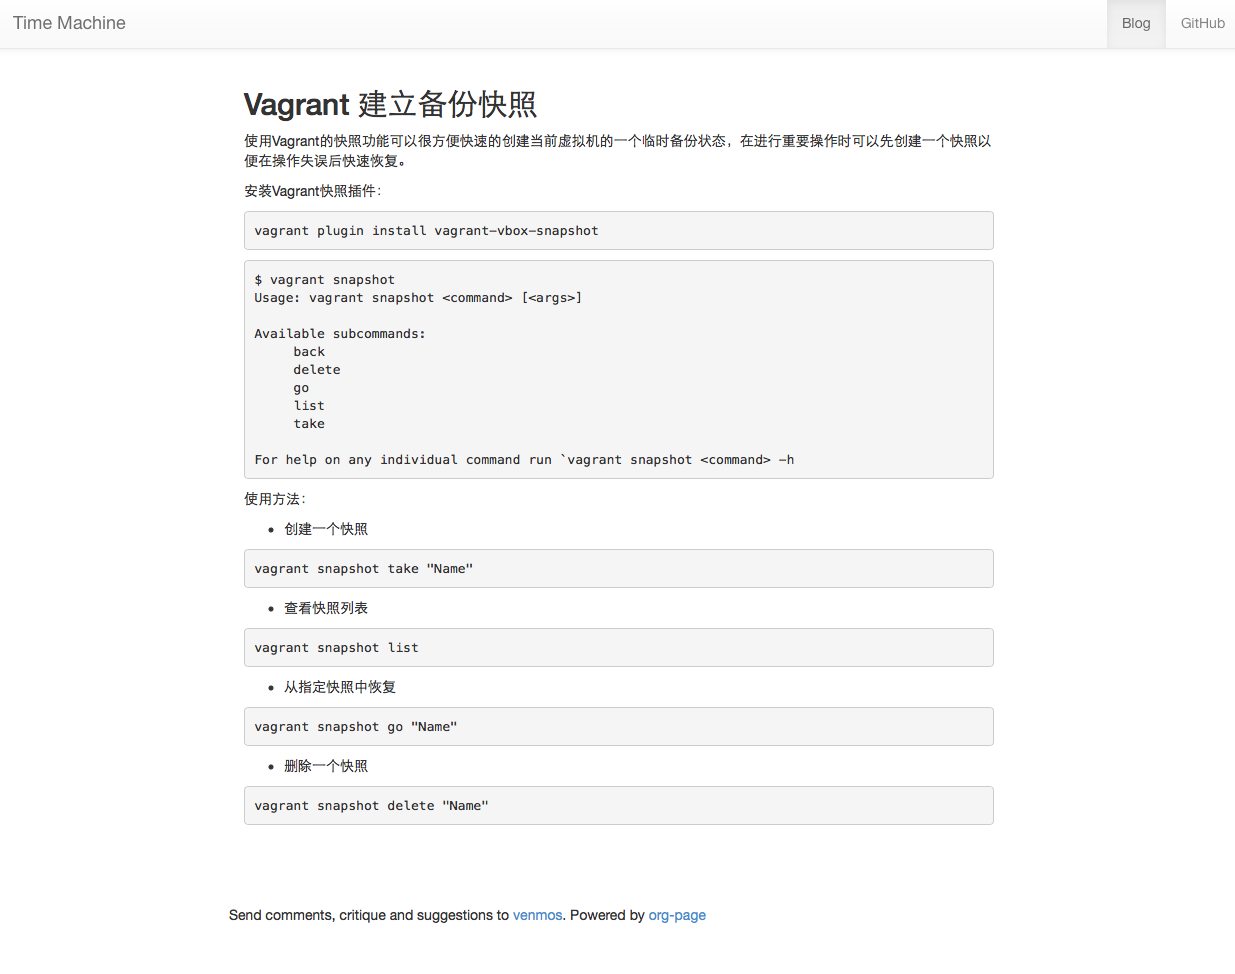 Time Machine
Blog
GitHub
Vagrant 建立备份快照
使用Vagrant的快照功能可以很方便快速的创建当前虚拟机的一个临时备份状态，在进行重要操作时可以先创建一个快照以
便在操作失误后快速恢复。
安装Vagrant快照插件：
vagrant plugin install vagrant-vbox-snapshot
$ vagrant snapshot
Usage: vagrant snapshot <command> [<args>]
Available subcommands:
back
delete
go
list
take
For help on any individual command run `vagrant snapshot <command> -h
使用方法：
• 创建一个快照
vagrant snapshot take "Name"
• 查看快照列表
vagrant snapshot list
• 从指定快照中恢复
vagrant snapshot go "Name"
• 删除一个快照
vagrant snapshot delete "Name"
Send comments, critique and suggestions to venmos. Powered by org-page